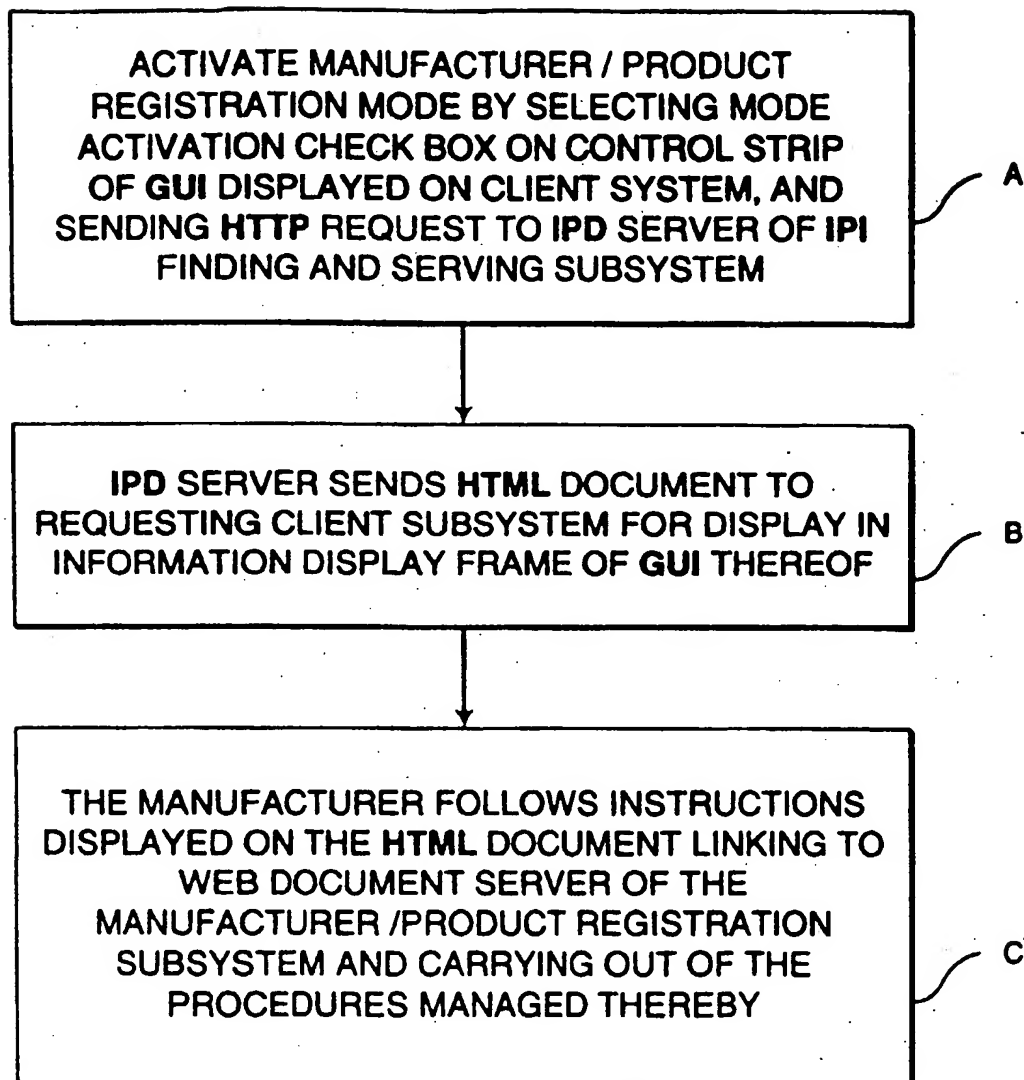 ACTIVATE MANUFACTURER / PRODUCT
REGISTRATION MODE BY SELECTING MODE
ACTIVATION CHECK BOX ON CONTROL STRIP
OF GUI DISPLAYED ON CLIENT SYSTEM, AND
SENDING HTTP REQUEST TO IPD SERVER OF IPI
FINDING AND SERVING SUBSYSTEM
A
IPD SERVER SENDS HTML DOCUMENT TO
REQUESTING CLIENT SUBSYSTEM FOR DISPLAY IN
INFORMATION DISPLAY FRAME OF GUI THEREOF
B
THE MANUFACTURER FOLLOWS INSTRUCTIONS
DISPLAYED ON THE HTML DOCUMENT LINKING TO
WEB DOCUMENT SERVER OF THE
MANUFACTURER /PRODUCT REGISTRATION
SUBSYSTEM AND CARRYING OUT OF THE
PROCEDURES MANAGED THEREBY
C